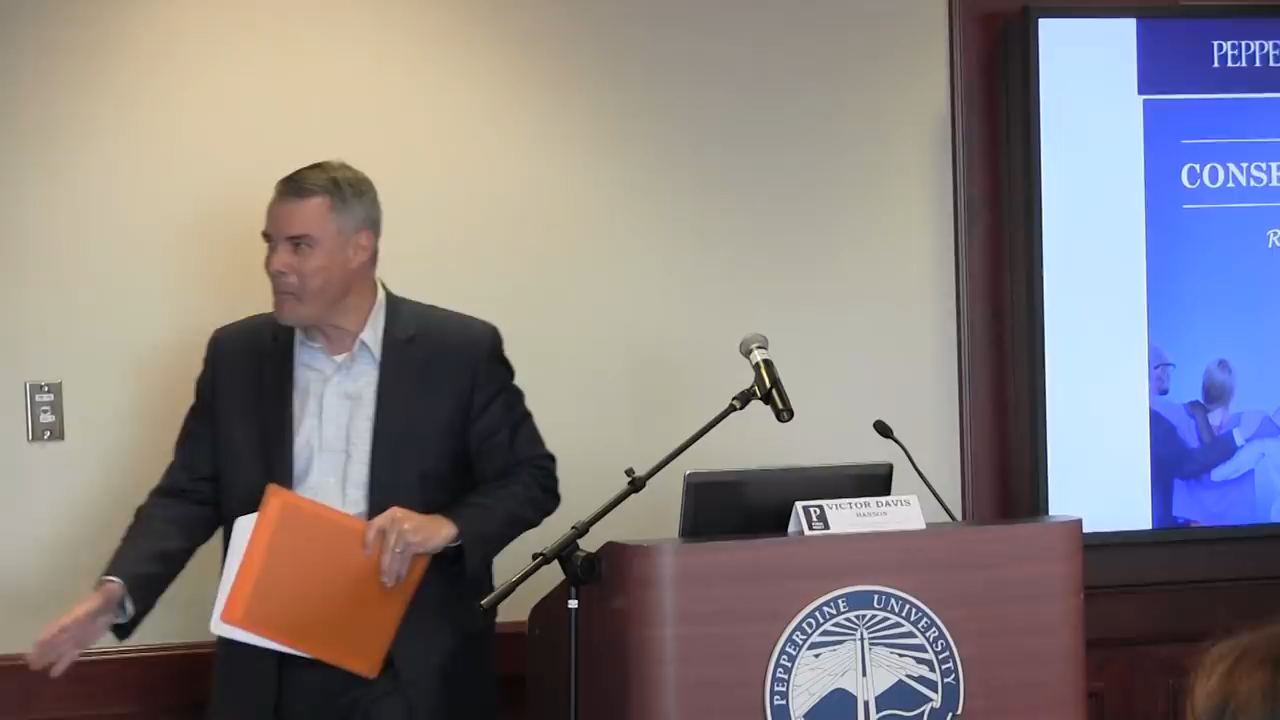 PEPPE
CONSE
R
VICTOR DAVIS
HANSON
P
PEPPERDINE UNIVERSITY